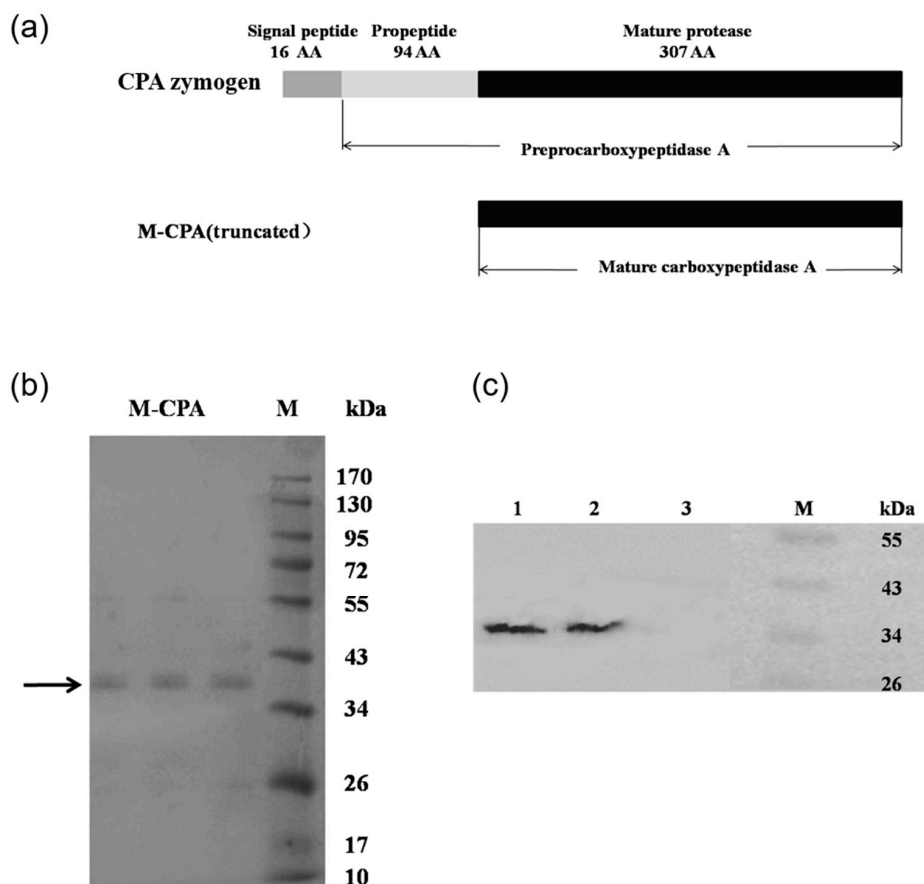 (a)
Signal peptide Propeptide Mature protease
16 AA 94 AA 307 AA
CPA zymogen
Preprocarboxypeptidase A
M-CPA(truncated）
Mature carboxypeptidase A
(b)
M-CPA M kDa
170
130
95
72
55
43
34
26
17
10
(c)
1 2 3 M kDa
55
43
34
26